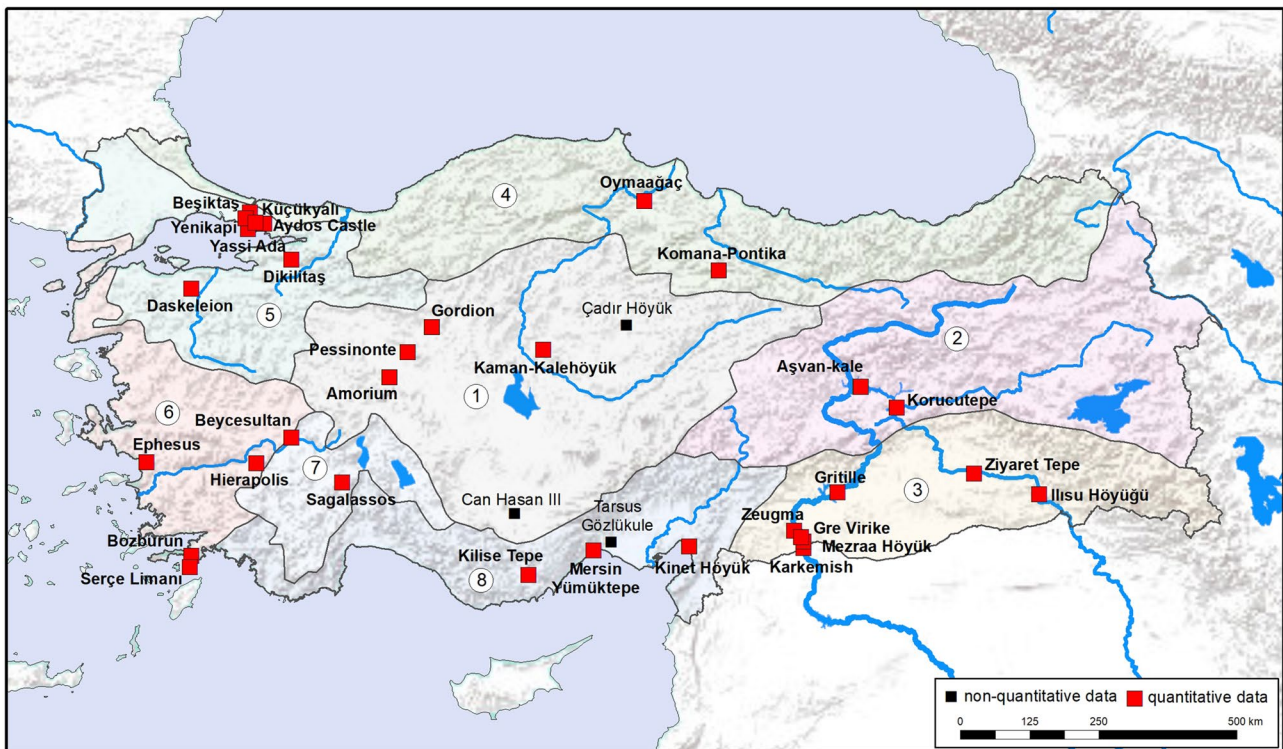 4
Oymaağaç
Beşiktaş
Küçükyalı
Yenikapi
Aydos Castle
Yassi Ada
Komana-Pontika
Dikilitaş
Daskeleion
5
Gordion
Çadır Höyük
2
Pessinonte
Kaman-Kalehöyük
Aşvan-kale
Amorium
1
Korucutepe
6
Beycesultan
Ephesus
7
Hierapolis
Sagalassos
Ziyaret Tepe
Gritille
3
Ilısu Höyüğü
Can Hasan III
Tarsus
Gözlükule
Zeugma
Gre Virike
Mezraa Höyük
Karkemish
Bozburun
Kilise Tepe
Mersin
Yümüktepe
Kinet Höyük
Serçe Limanı
8
non-quantitative data
quantitative data
0 125 250 500 km